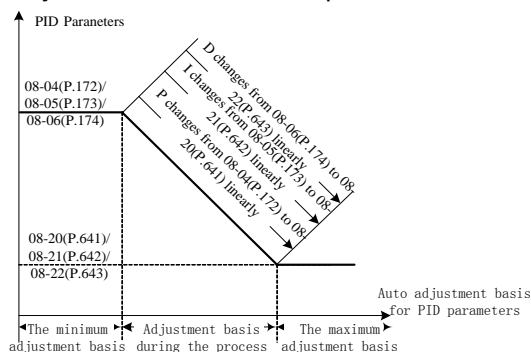 PID Paraneters
D changes from 08-06(P.174) to 08-
22(P.643) linearly
I changes from 08-05(P.173) to 08-
21(P.642) linearly
P changes from 08-04(P.172) to 08-
20(P.641) linearly
08-04(P.172)/
08-05(P.173)/
08-06(P.174)
08-20(P.641)/
08-21(P.642)/
08-22(P.643)
Auto adjustment basis
for PID parameters
The minimum
adjustment basis
Adjustment basis
during the process
The maximum
adjustment basis